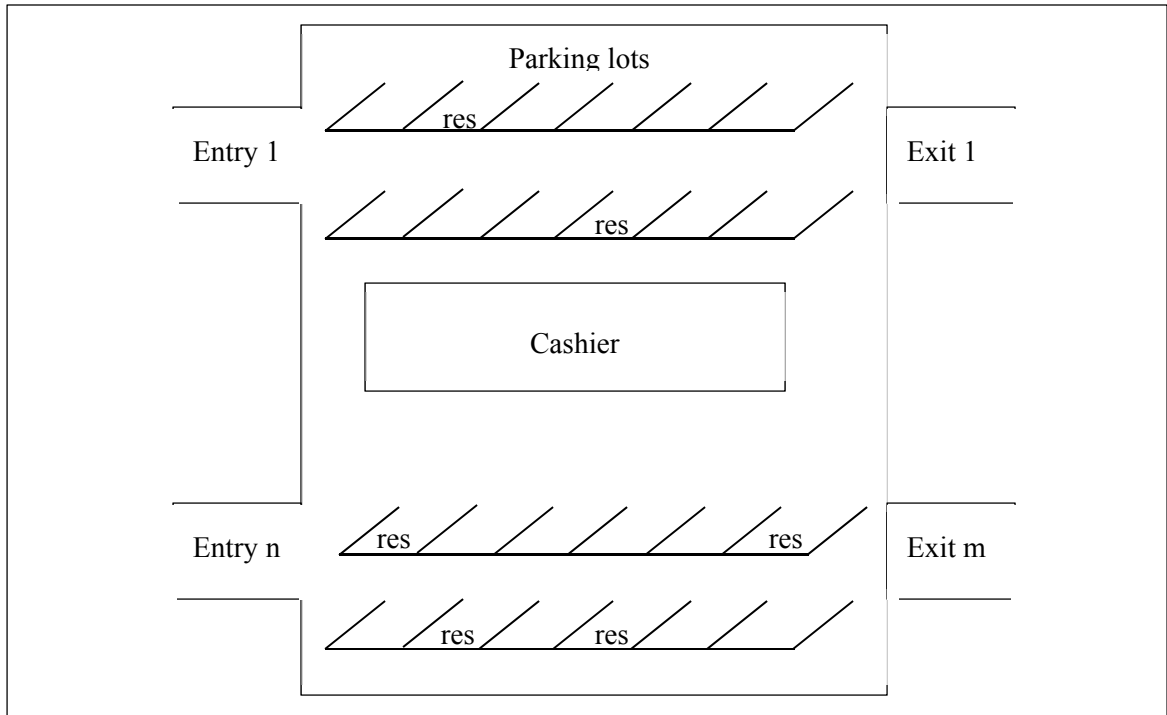 Parking lots
res
Entry 1
Exit 1
res
Cashier
res
res
Entry n
Exit m
res
res